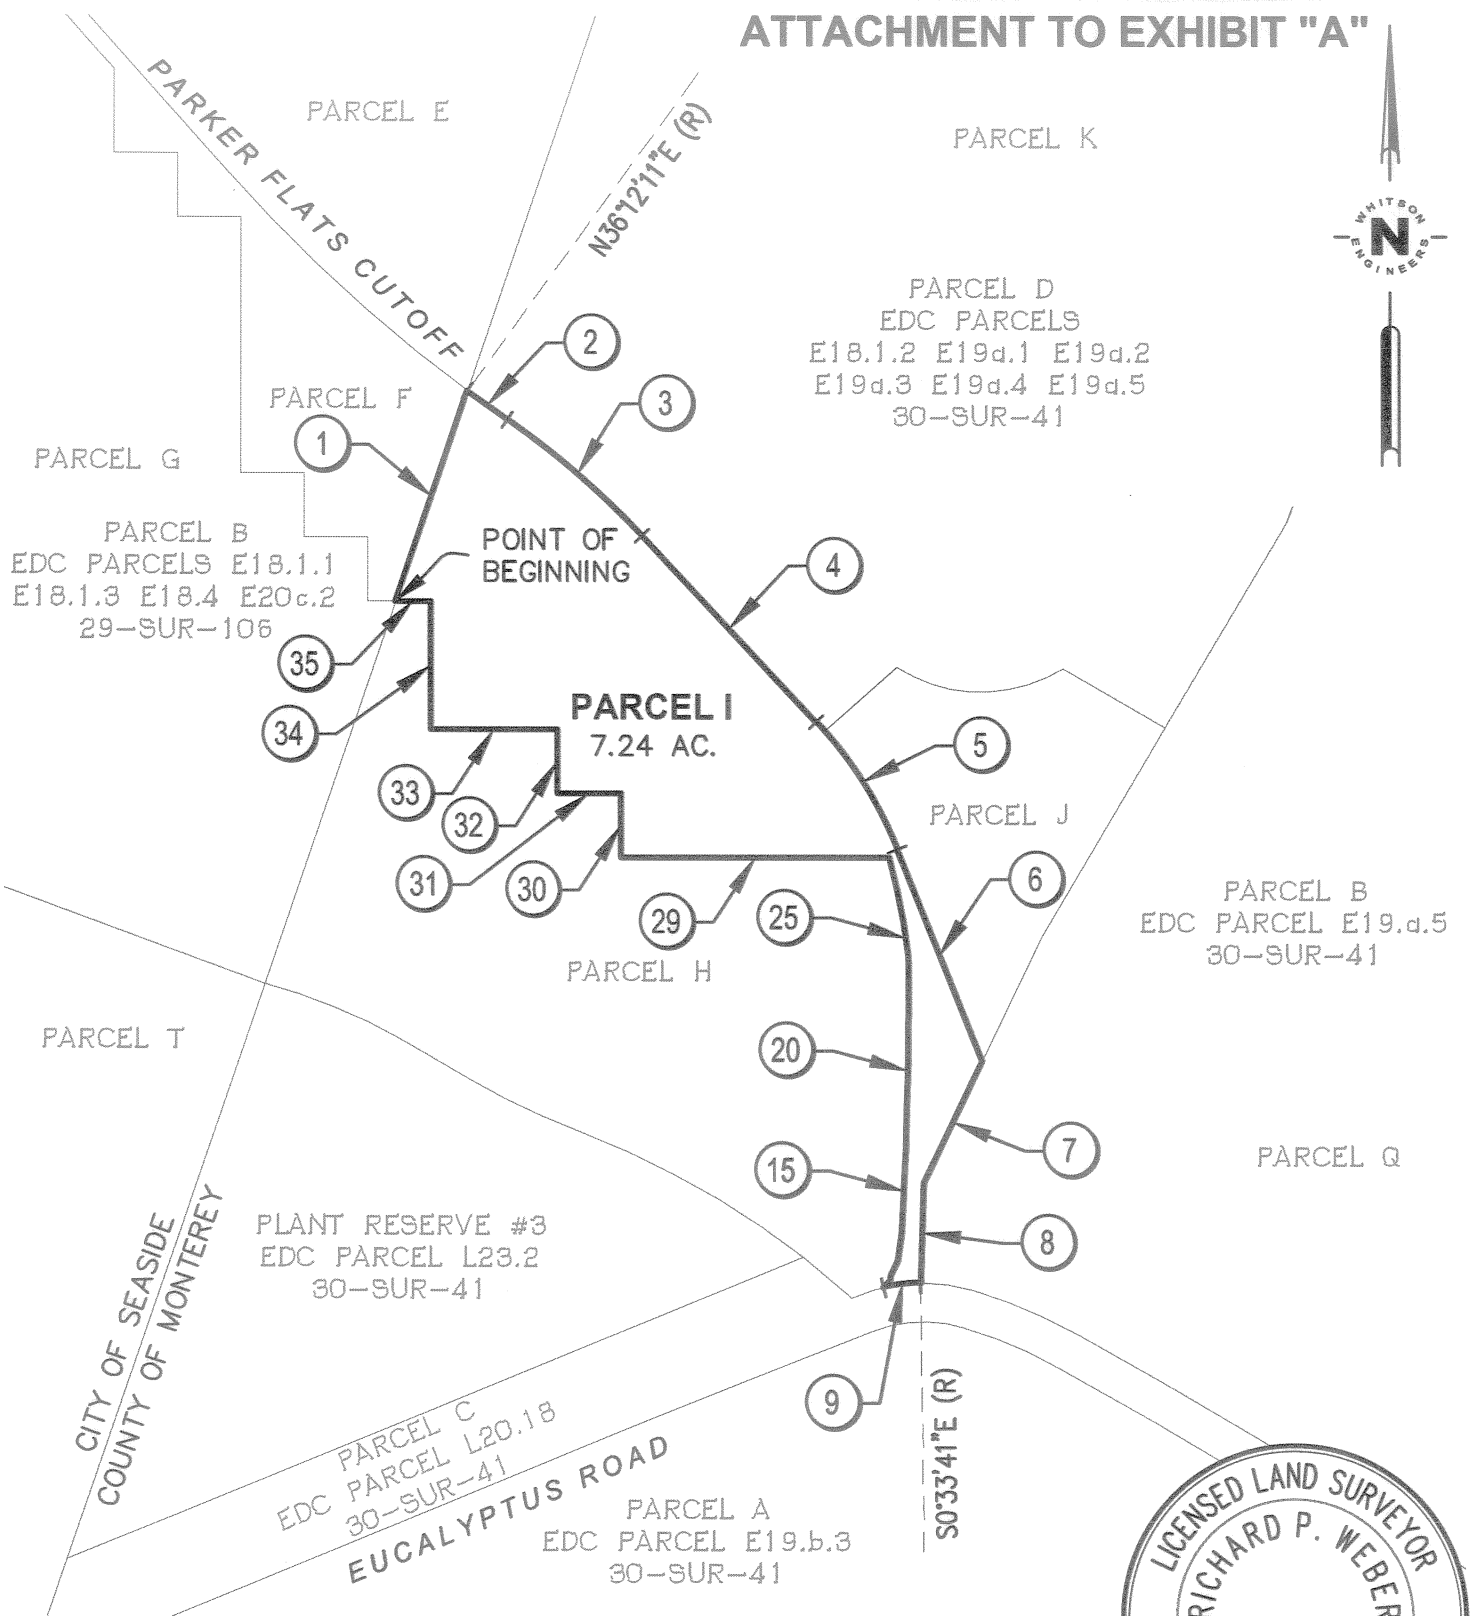 ATTACHMENT TO EXHIBIT "A"
PARKER FLATS CUTOFF
PARCEL E
N36°12'11"E (R)
PARCEL K
WHITSON
N
ENGINEERS
PARCEL D
EDC PARCELS
E18.1.2 E19a.1 E19a.2
E19a.3 E19a.4 E19a.5
30-SUR-41
2
3
PARCEL F
1
PARCEL G
PARCEL B
EDC PARCELS E18.1.1
E18.1.3 E18.4 E20c.2
29-SUR-106
POINT OF
BEGINNING
4
35
34
PARCEL I
7.24 AC.
5
33
32
31
30
29
PARCEL J
6
25
PARCEL B
EDC PARCEL E19.a.5
30-SUR-41
PARCEL H
PARCEL T
20
7
15
PARCEL Q
8
PLANT RESERVE #3
EDC PARCEL L23.2
30-SUR-41
CITY OF SEASIDE
COUNTY OF MONTEREY
9
S0°33'41"E (R)
PARCEL C
EDC PARCEL L20.18
30-SUR-41
EUCALYPTUS ROAD
PARCEL A
EDC PARCEL E19.b.3
30-SUR-41
LICENSED LAND SURVEYOR
RICHARD P. WEBER